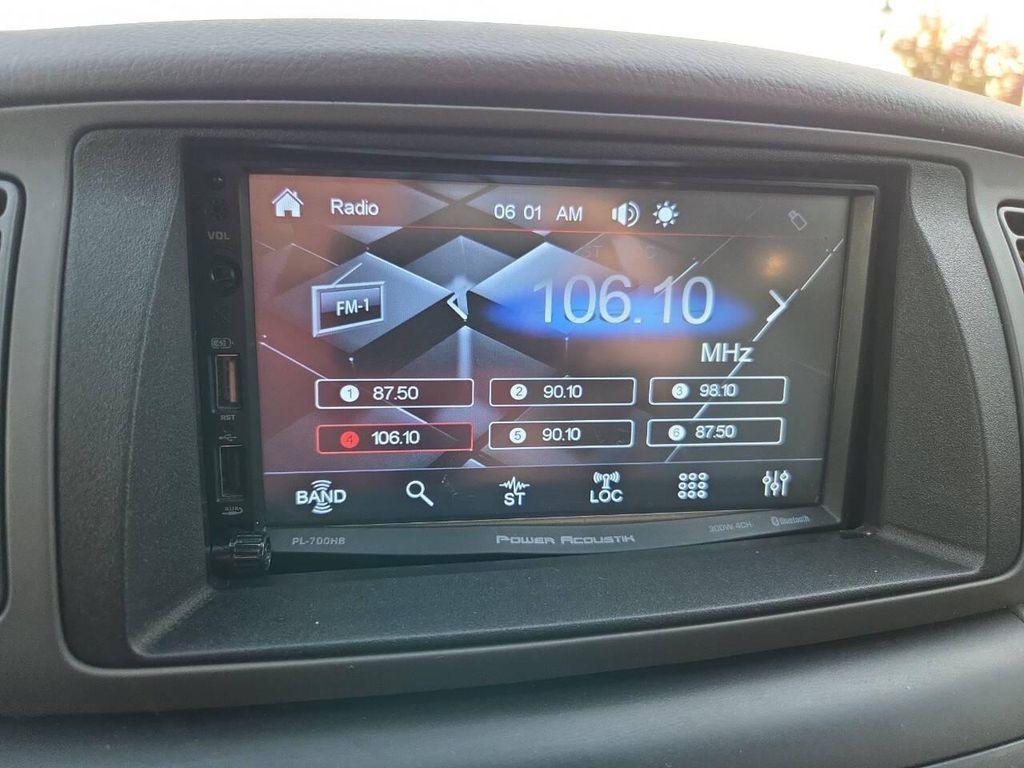 Radio 06 01 AM
VOL
FM-1 106.10
MHz
1 87.50 2 90.10 3 98.10
4 106.10 5 90.10 6 87.50
RST
BAND ST LOC
AUX
PL-700HB POWER ACOUSTIK 300W 4CH Bluetooth